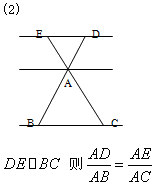 (2)
E D
A
B C
DE□BC 则 AD/AB = AE/AC